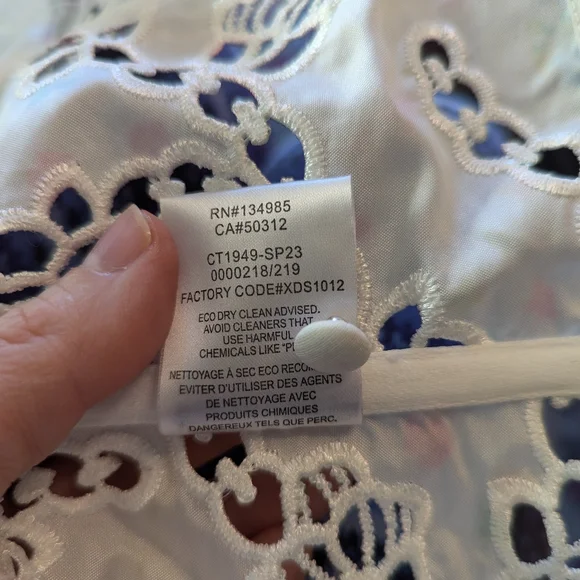 RN#134985
CA#50312
CT1949-SP23
0000218/219
FACTORY CODE#XDS1012
ECO DRY CLEAN ADVISED.
AVOID CLEANERS THAT
USE HARMFUL
CHEMICALS LIKE
NETTOYAGE À SEC ECO
EVITER D'UTILISER DES AGENTS
DE NETTOYAGE AVEC
PRODUITS CHIMIQUES
DANGEREUX TELS QUE PERC.